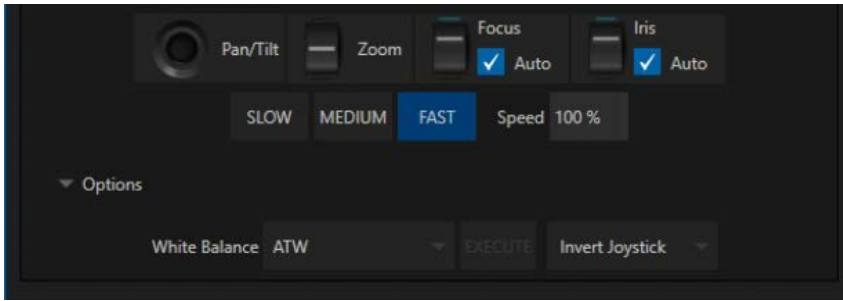 Pan/Tilt Zoom Focus Auto Iris Auto
SLOW MEDIUM FAST Speed 100 %
Options
White Balance ATW EXECUTE Invert Joystick